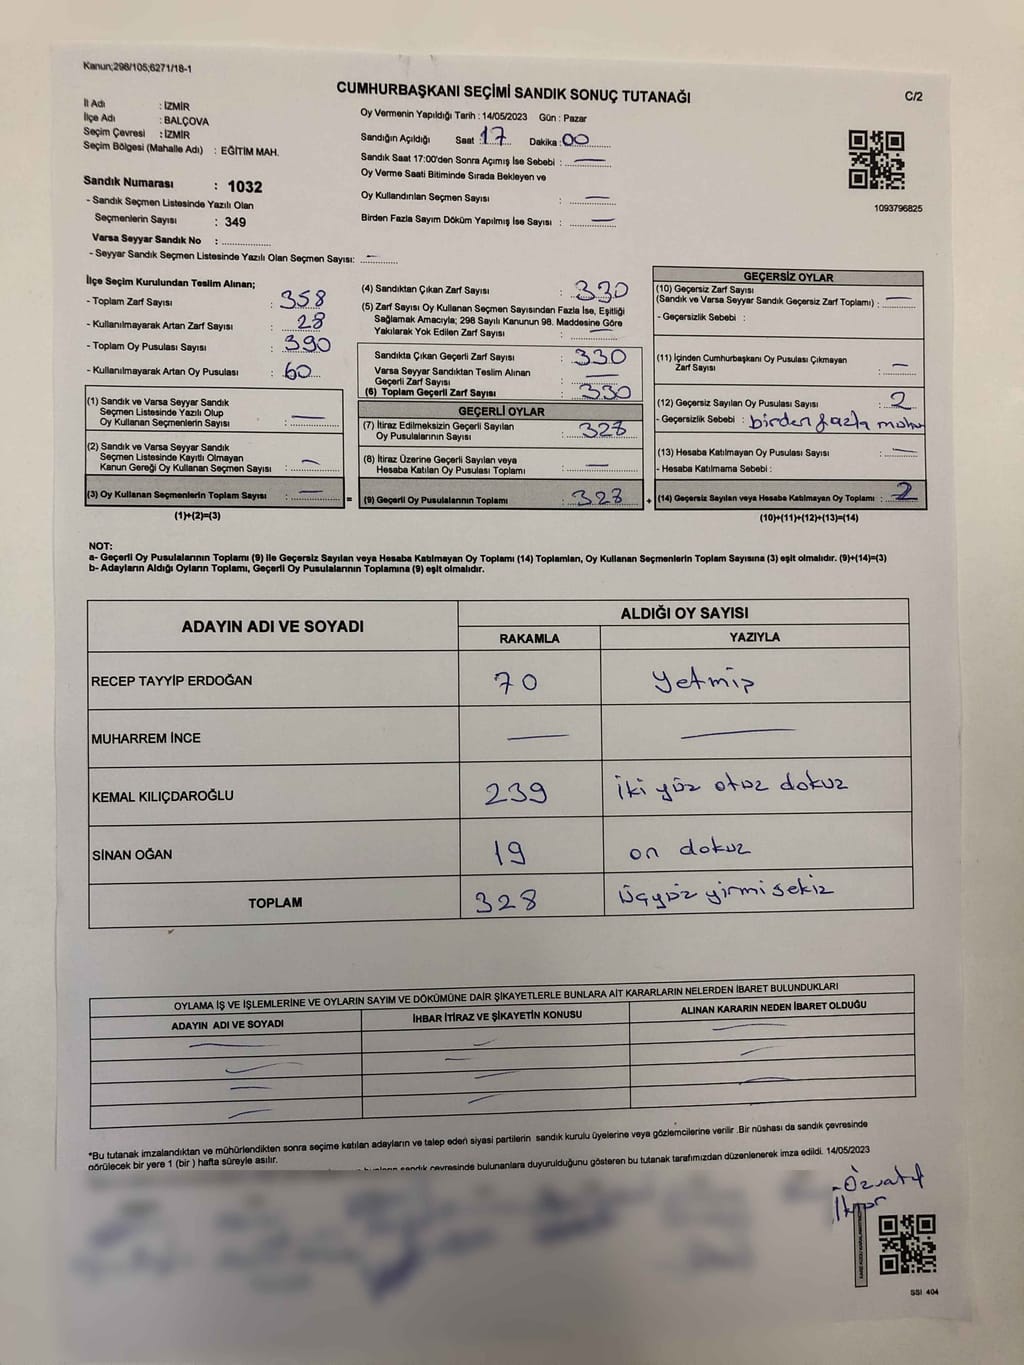 Kanun;298/105;6271/18-1
CUMHURBAŞKANI SEÇİMİ SANDIK SONUÇ TUTANAĞI
C/2
İl Adı : İZMİR
İlçe Adı : BALÇOVA
Seçim Çevresi : İZMİR
Seçim Bölgesi (Mahalle Adı) : EĞİTİM MAH.
Sandık Numarası : 1032
- Sandık Seçmen Listesinde Yazılı Olan
Seçmenlerin Sayısı : 349
Varsa Seyyar Sandık No :
- Seyyar Sandık Seçmen Listesinde Yazılı Olan Seçmen Sayısı: —
Oy Vermenin Yapıldığı Tarih : 14/05/2023 Gün : Pazar
Sandığın Açıldığı Saat : 17 Dakika : 00
Sandık Saat 17:00'den Sonra Açılmış İse Sebebi : —
Oy Verme Saati Bitiminde Sırada Bekleyen ve
Oy Kullandırılan Seçmen Sayısı : —
Birden Fazla Sayım Döküm Yapılmış İse Sayısı : —
1093796825
İlçe Seçim Kurulundan Teslim Alınan;
- Toplam Zarf Sayısı : 358
- Kullanılmayarak Artan Zarf Sayısı : 28
- Toplam Oy Pusulası Sayısı : 390
- Kullanılmayarak Artan Oy Pusulası : 60
(1) Sandık ve Varsa Seyyar Sandık
Seçmen Listesinde Yazılı Olup
Oy Kullanan Seçmenlerin Sayısı : —
(2) Sandık ve Varsa Seyyar Sandık
Seçmen Listesinde Kayıtlı Olmayan
Kanun Gereği Oy Kullanan Seçmen Sayısı : —
(3) Oy Kullanan Seçmenlerin Toplam Sayısı : — =
(1)+(2)=(3)
(4) Sandıktan Çıkan Zarf Sayısı : 330
(5) Zarf Sayısı Oy Kullanan Seçmen Sayısından Fazla İse, Eşitliği
Sağlamak Amacıyla; 298 Sayılı Kanunun 98. Maddesine Göre
Yakılarak Yok Edilen Zarf Sayısı : —
Sandıkta Çıkan Geçerli Zarf Sayısı : 330
Varsa Seyyar Sandıktan Teslim Alınan
Geçerli Zarf Sayısı : —
(6) Toplam Geçerli Zarf Sayısı : 330
GEÇERLİ OYLAR
(7) İtiraz Edilmeksizin Geçerli Sayılan
Oy Pusulalarının Sayısı : 328
(8) İtiraz Üzerine Geçerli Sayılan veya
Hesaba Katılan Oy Pusulası Toplamı : —
(9) Geçerli Oy Pusulalarının Toplamı : 328 +
GEÇERSİZ OYLAR
(10) Geçersiz Zarf Sayısı
(Sandık ve Varsa Seyyar Sandık Geçersiz Zarf Toplamı) : —
- Geçersizlik Sebebi :
(11) İçinden Cumhurbaşkanı Oy Pusulası Çıkmayan
Zarf Sayısı : —
(12) Geçersiz Sayılan Oy Pusulası Sayısı : 2
- Geçersizlik Sebebi : birden fazla mühür
(13) Hesaba Katılmayan Oy Pusulası Sayısı : —
- Hesaba Katılmama Sebebi :
(14) Geçersiz Sayılan veya Hesaba Katılmayan Oy Toplamı : 2
(10)+(11)+(12)+(13)=(14)
NOT:
a- Geçerli Oy Pusulalarının Toplamı (9) ile Geçersiz Sayılan veya Hesaba Katılmayan Oy Toplamı (14) Toplamları, Oy Kullanan Seçmenlerin Toplam Sayısına (3) eşit olmalıdır. (9)+(14)=(3)
b- Adayların Aldığı Oyların Toplamı, Geçerli Oy Pusulalarının Toplamına (9) eşit olmalıdır.
ADAYIN ADI VE SOYADI
ALDIĞI OY SAYISI
RAKAMLA YAZIYLA
RECEP TAYYİP ERDOĞAN 70 Yetmiş
MUHARREM İNCE — —
KEMAL KILIÇDAROĞLU 239 iki yüz otuz dokuz
SİNAN OĞAN 19 on dokuz
TOPLAM 328 üçyüz yirmi sekiz
OYLAMA İŞ VE İŞLEMLERİNE VE OYLARIN SAYIM VE DÖKÜMÜNE DAİR ŞİKAYETLERLE BUNLARA AİT KARARLARIN NELERDEN İBARET BULUNDUKLARI
ADAYIN ADI VE SOYADI İHBAR İTİRAZ VE ŞİKAYETİN KONUSU ALINAN KARARIN NEDEN İBARET OLDUĞU
*Bu tutanak imzalandıktan ve mühürlendikten sonra seçime katılan adayların ve talep eden siyasi partilerin sandık kurulu üyelerine veya gözlemcilerine verilir .Bir nüshası da sandık çevresinde
görülecek bir yere 1 (bir ) hafta süreyle asılır.
sandık çevresinde bulunanlara duyurulduğunu gösteren bu tutanak tarafımızdan düzenlenerek imza edildi. 14/05/2023
SSI 404